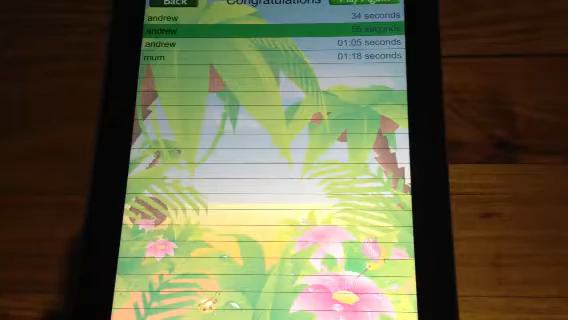 Back Congratulations Play Again
andrew 34 seconds
andrew 56 seconds
andrew 01:05 seconds
mum 01:18 seconds